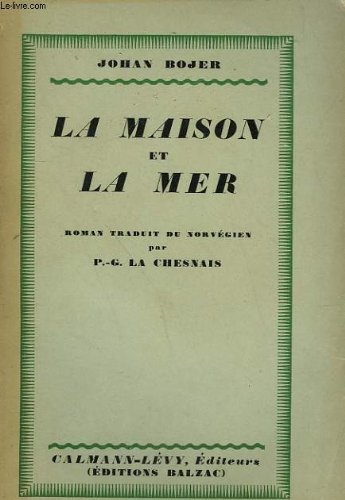 le-livre
JOHAN BOJER
LA MAISON
ET
LA MER
ROMAN TRADUIT DU NORVÉGIEN
par
P.-G. LA CHESNAIS
CALMANN-LÉVY, Éditeurs
(ÉDITIONS BALZAC)